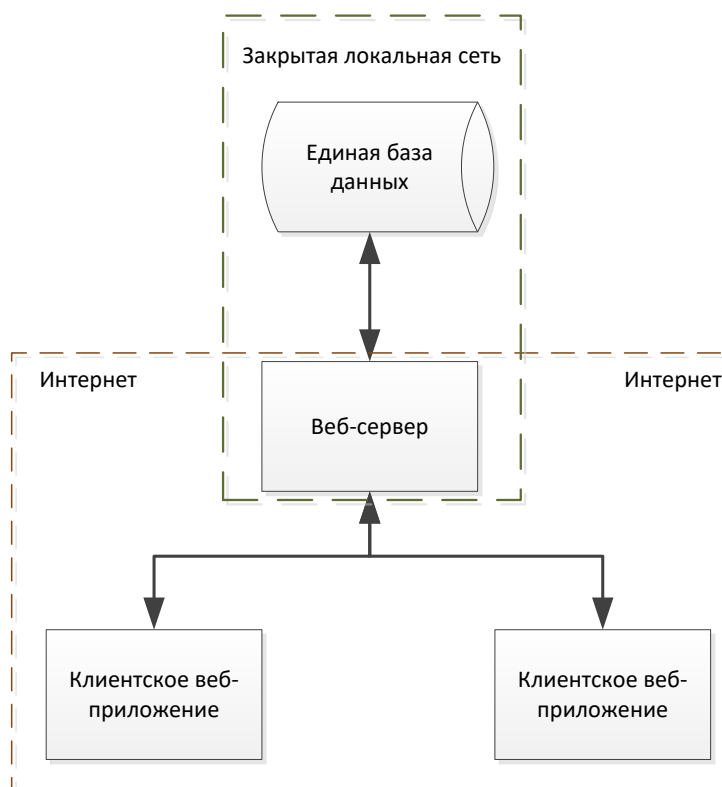 Закрытая локальная сеть
Единая база
данных
Интернет
Интернет
Веб-сервер
Клиентское веб-
приложение
Клиентское веб-
приложение